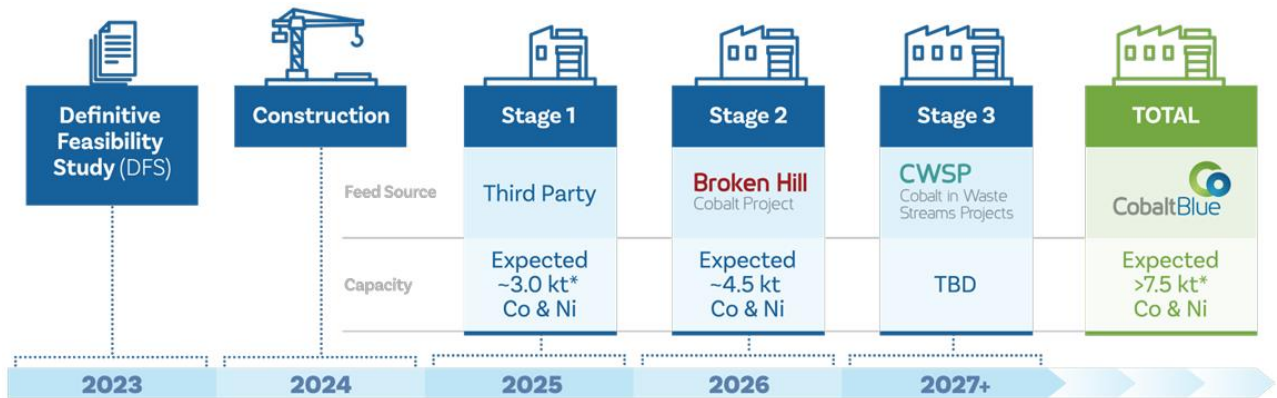 Definitive
Feasibility
Study (DFS)
Construction
Stage 1
Stage 2
Stage 3
TOTAL
Feed Source
Third Party
Broken Hill
Cobalt Project
CWSP
Cobalt in Waste
Streams Projects
CobaltBlue
Capacity
Expected
~3.0 kt*
Co & Ni
Expected
~4.5 kt
Co & Ni
TBD
Expected
>7.5 kt*
Co & Ni
2023
2024
2025
2026
2027+